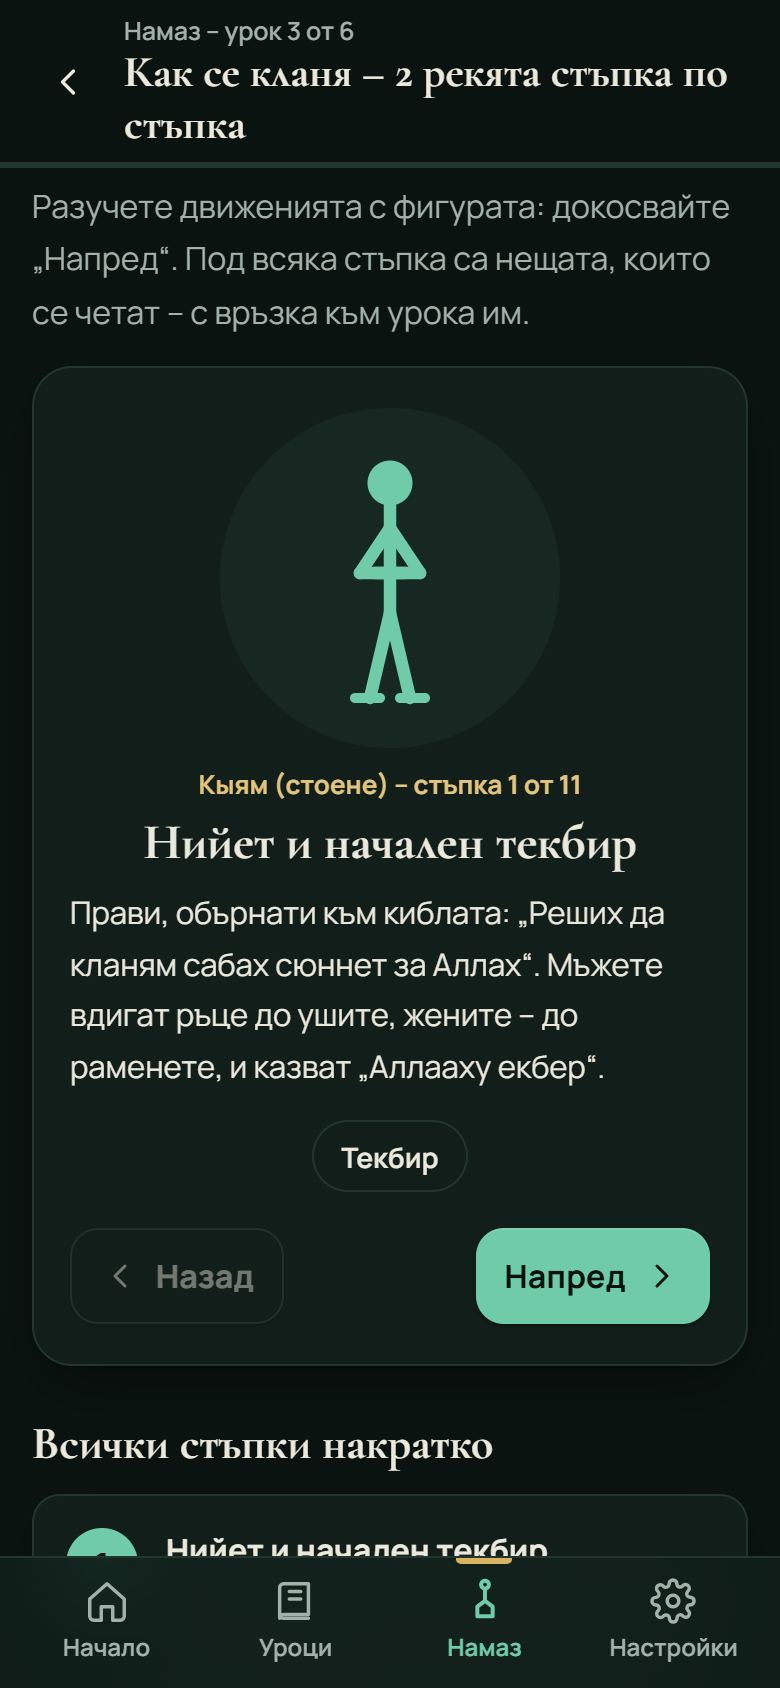 Намаз – урок 3 от 6
Как се кланя – 2 рекята стъпка по
стъпка
Разучете движенията с фигурата: докосвайте
„Напред“. Под всяка стъпка са нещата, които
се четат – с връзка към урока им.
Кыям (стоене) – стъпка 1 от 11
Нийет и начален текбир
Прави, обърнати към киблата: „Реших да
кланям сабах сюннет за Аллах“. Мъжете
вдигат ръце до ушите, жените – до
раменете, и казват „Аллааху екбер“.
Текбир
Назад
Напред
Всички стъпки накратко
Нийет и начален текбир
Начало
Уроци
Намаз
Настройки